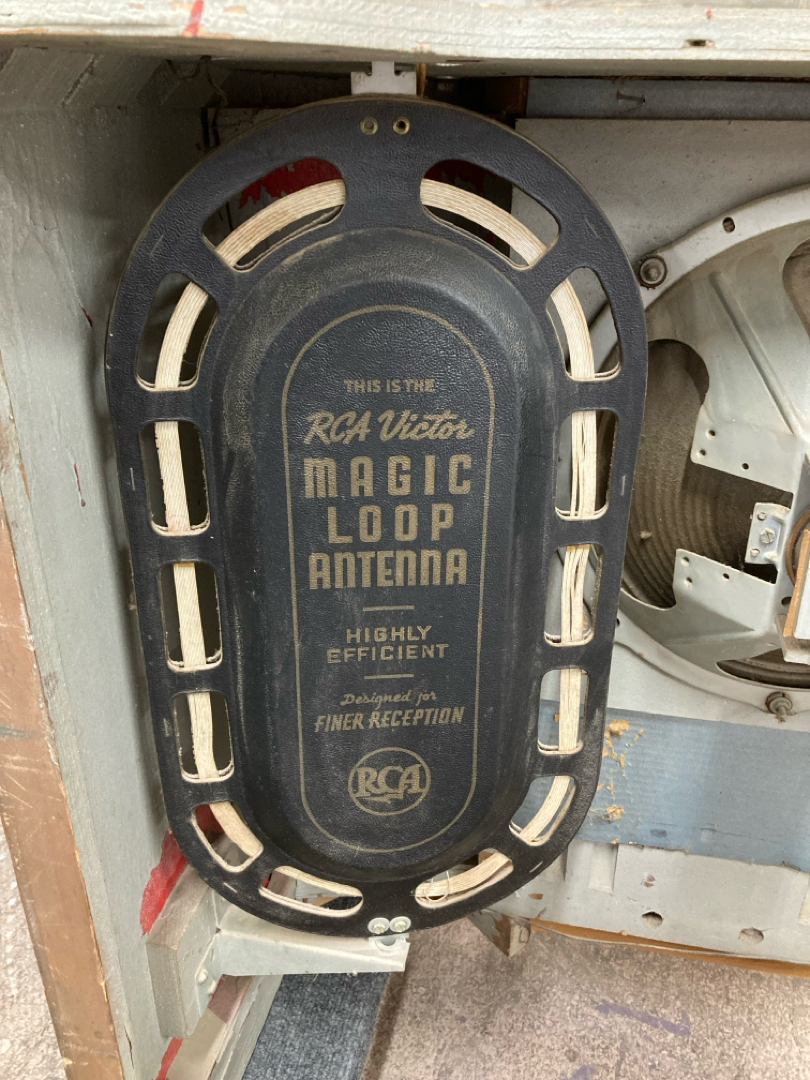 THIS IS THE
RCA Victor
MAGIC
LOOP
ANTENNA
HIGHLY
EFFICIENT
Designed for
FINER RECEPTION
RCA